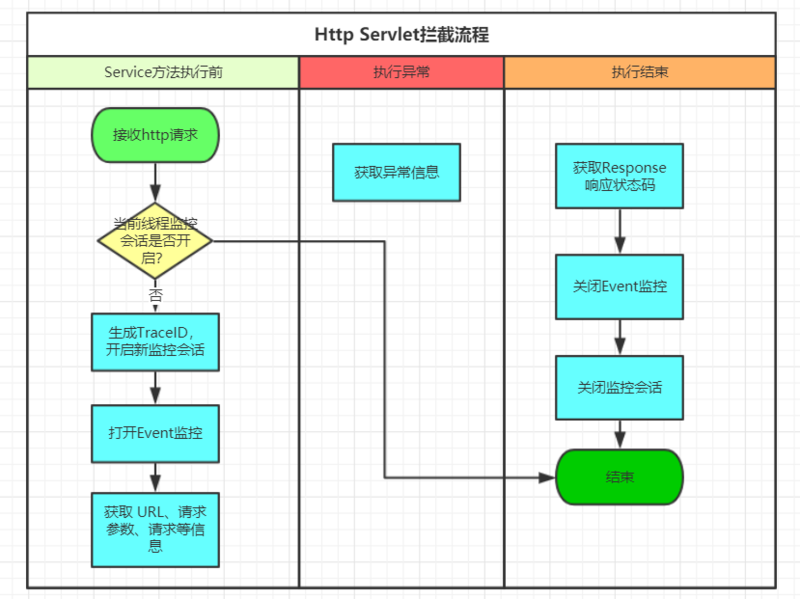 Http Servlet拦截流程
Service方法执行前
执行异常
执行结束
接收http请求
当前线程监控
会话是否开
启?
否
生成TraceID，
开启新监控会话
打开Event监控
获取 URL、请求
参数、请求等信
息
获取异常信息
获取Response
响应状态码
关闭Event监控
关闭监控会话
结束